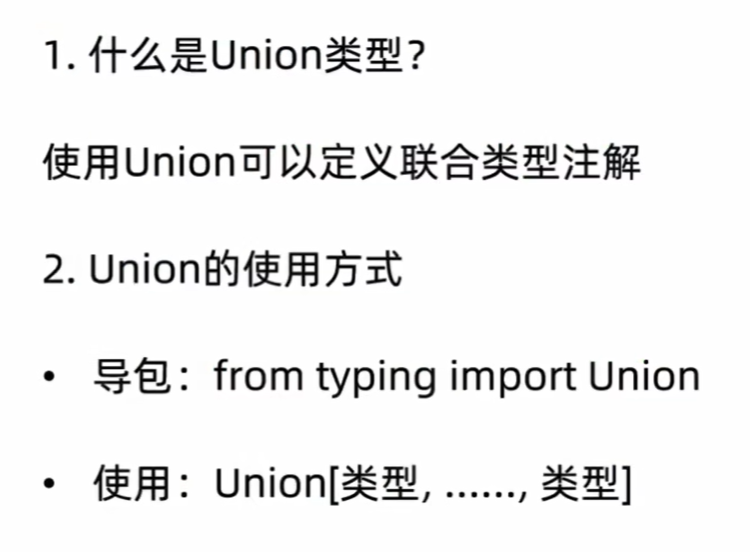 1. 什么是Union类型？
使用Union可以定义联合类型注解
2. Union的使用方式
• 导包：from typing import Union
• 使用：Union[类型, ......, 类型]